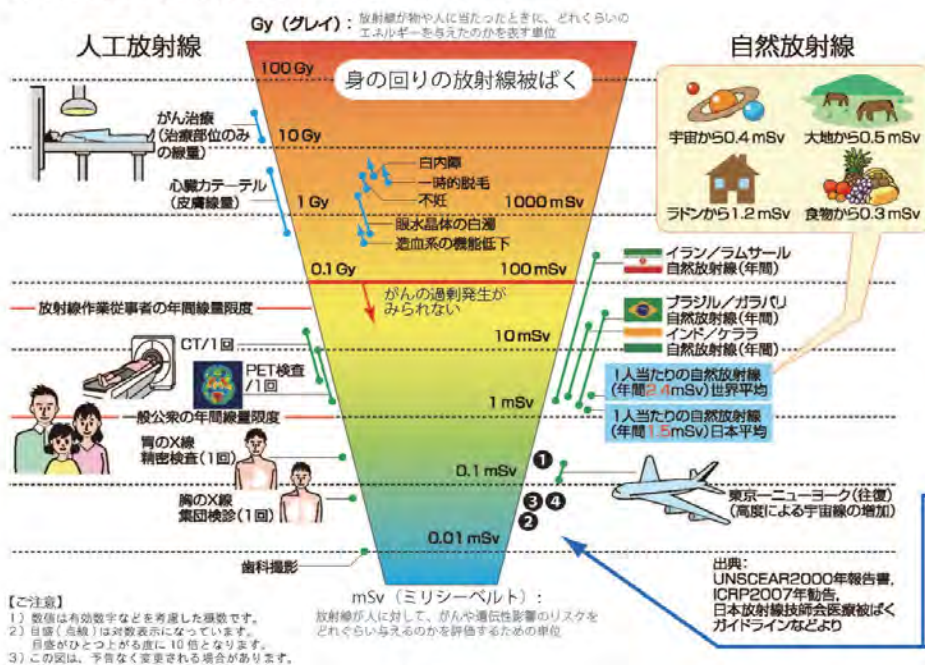 Gy（グレイ）：放射線が物や人に当たったときに、どれくらいの
エネルギーを与えたのかを表す単位
人工放射線
自然放射線
身の回りの放射線被ばく
100 Gy
10 Gy
1 Gy
0.1 Gy
1000 mSv
100 mSv
10 mSv
1 mSv
0.1 mSv
0.01 mSv
がん治療
（治療部位のみ
の線量）
心臓カテーテル
（皮膚線量）
白内障
一時的脱毛
不妊
眼水晶体の白濁
造血系の機能低下
がんの過剰発生が
みられない
放射線作業従事者の年間線量限度
CT/1回
PET検査
/1回
一般公衆の年間線量限度
胃のX線
精密検査（1回）
胸のX線
集団検診（1回）
歯科撮影
宇宙から0.4 mSv
大地から0.5 mSv
ラドンから1.2 mSv
食物から0.3 mSv
イラン／ラムサール
自然放射線（年間）
ブラジル／ガラパリ
自然放射線（年間）
インド／ケララ
自然放射線（年間）
1人当たりの自然放射線
（年間2.4mSv）世界平均
1人当たりの自然放射線
（年間1.5mSv）日本平均
❶
❸ ❹
❷
東京ーニューヨーク（往復）
（高度による宇宙線の増加）
出典：
UNSCEAR2000年報告書，
ICRP2007年勧告，
日本放射線技師会医療被ばく
ガイドラインなどより
mSv（ミリシーベルト）：
放射線が人に対して、がんや遺伝性影響のリスクを
どれぐらい与えるのかを評価するための単位
【ご注意】
1）数値は有効数字などを考慮した概数です。
2）目盛（点線）は対数表示になっています。
目盛がひとつ上がる度に10倍となります。
3）この図は、予告なく変更される場合があります。